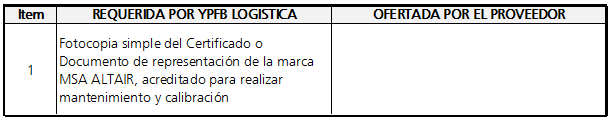 Item REQUERIDA POR YPFB LOGISTICA OFERTADA POR EL PROVEEDOR
1
Fotocopia simple del Certificado o
Documento de representación de la marca
MSA ALTAIR, acreditado para realizar
mantenimiento y calibración